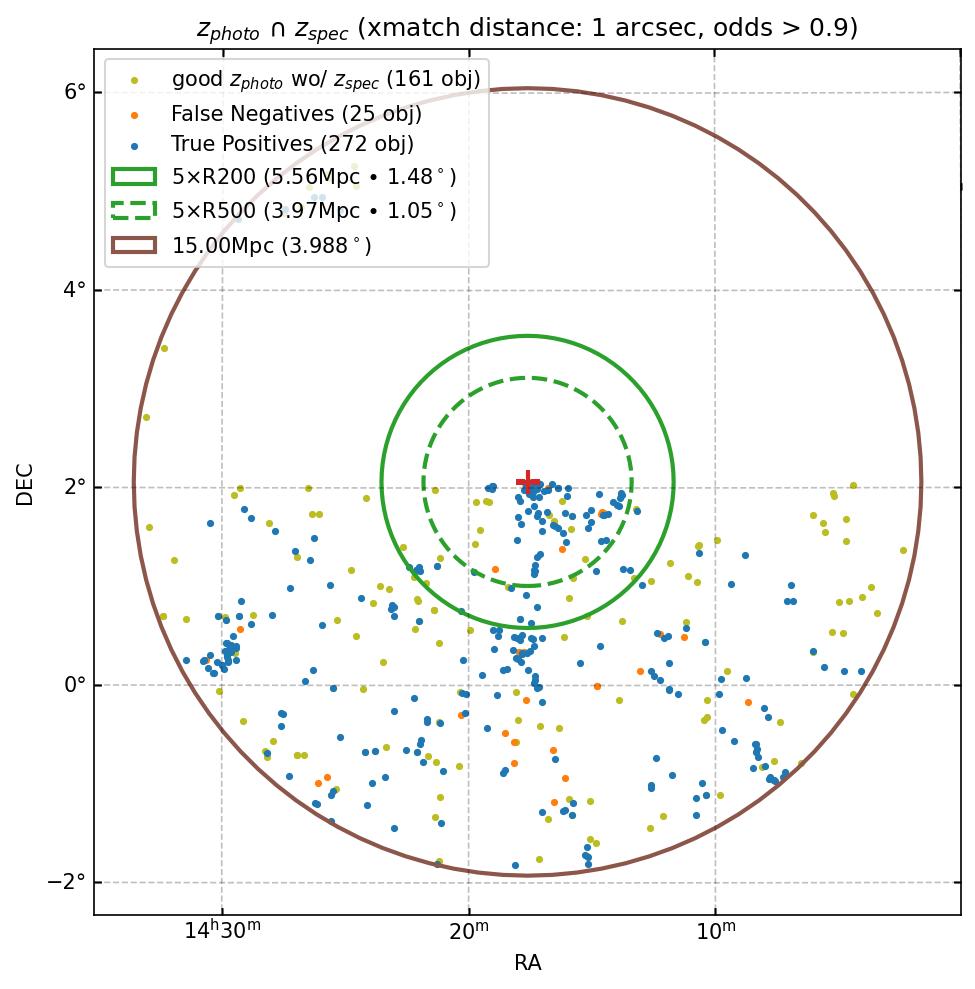 z_photo ∩ z_spec (xmatch distance: 1 arcsec, odds > 0.9)
good z_photo wo/ z_spec (161 obj)
False Negatives (25 obj)
True Positives (272 obj)
5×R200 (5.56Mpc • 1.48°)
5×R500 (3.97Mpc • 1.05°)
15.00Mpc (3.988°)
6°
4°
2°
0°
−2°
DEC
14ʰ30ᵐ
20ᵐ
10ᵐ
RA